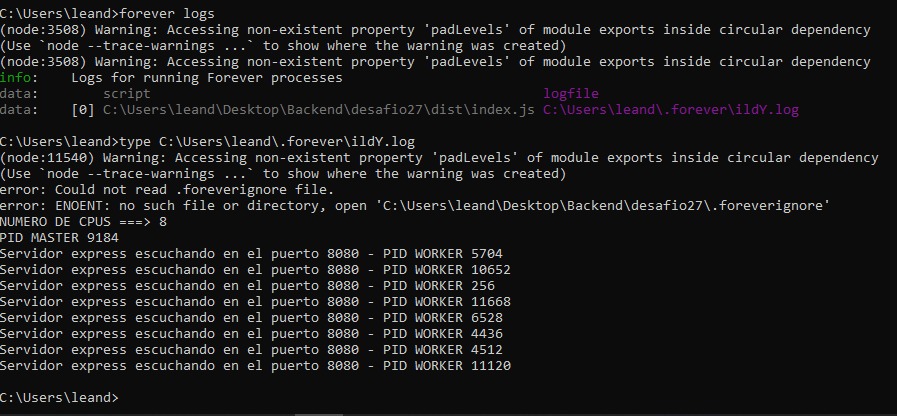 C:\Users\leand>forever logs
(node:3508) Warning: Accessing non-existent property 'padLevels' of module exports inside circular dependency
(Use `node --trace-warnings ...` to show where the warning was created)
(node:3508) Warning: Accessing non-existent property 'padLevels' of module exports inside circular dependency
info:    Logs for running Forever processes
data:        script                                                 logfile
data:    [0] C:\Users\leand\Desktop\Backend\desafio27\dist\index.js C:\Users\leand\.forever\ildY.log
C:\Users\leand>type C:\Users\leand\.forever\ildY.log
(node:11540) Warning: Accessing non-existent property 'padLevels' of module exports inside circular dependency
(Use `node --trace-warnings ...` to show where the warning was created)
error: Could not read .foreverignore file.
error: ENOENT: no such file or directory, open 'C:\Users\leand\Desktop\Backend\desafio27\.foreverignore'
NUMERO DE CPUS ===> 8
PID MASTER 9184
Servidor express escuchando en el puerto 8080 - PID WORKER 5704
Servidor express escuchando en el puerto 8080 - PID WORKER 10652
Servidor express escuchando en el puerto 8080 - PID WORKER 256
Servidor express escuchando en el puerto 8080 - PID WORKER 11668
Servidor express escuchando en el puerto 8080 - PID WORKER 6528
Servidor express escuchando en el puerto 8080 - PID WORKER 4436
Servidor express escuchando en el puerto 8080 - PID WORKER 4512
Servidor express escuchando en el puerto 8080 - PID WORKER 11120
C:\Users\leand>